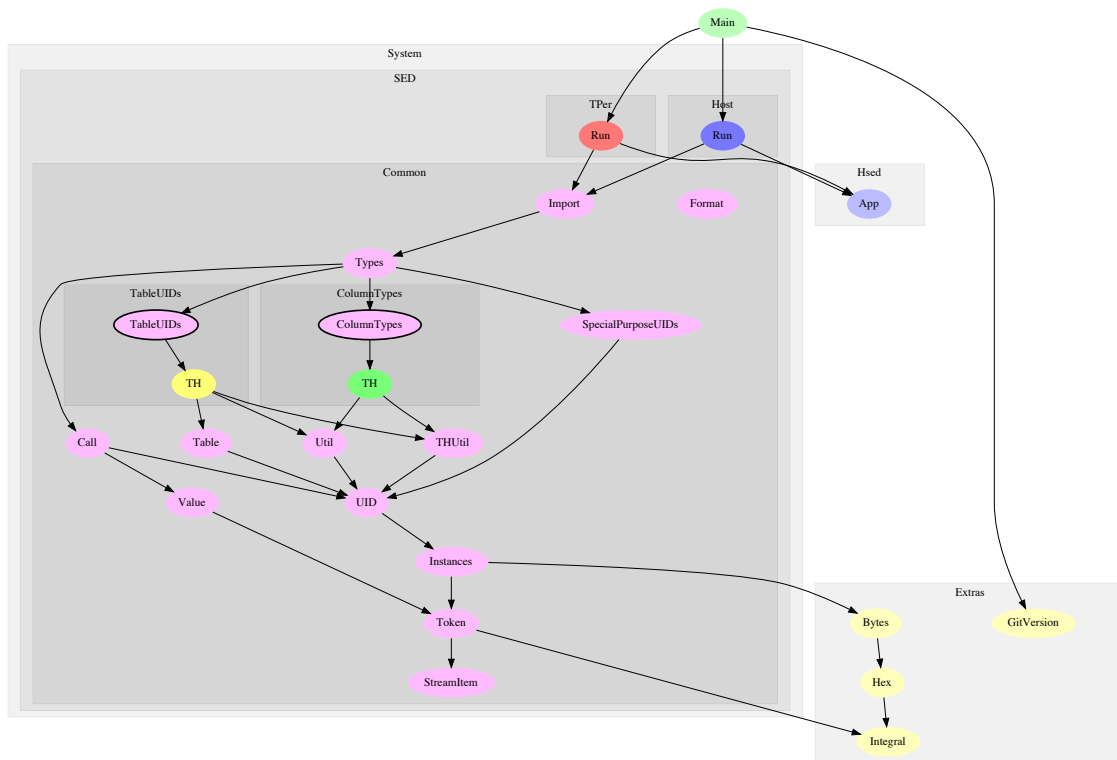 Main
System
SED
TPer
Host
Run
Run
Common
Hsed
Import
Format
App
Types
TableUIDs
ColumnTypes
TableUIDs
ColumnTypes
SpecialPurposeUIDs
TH
TH
Call
Table
Util
THUtil
Value
UID
Instances
Extras
Token
Bytes
GitVersion
StreamItem
Hex
Integral